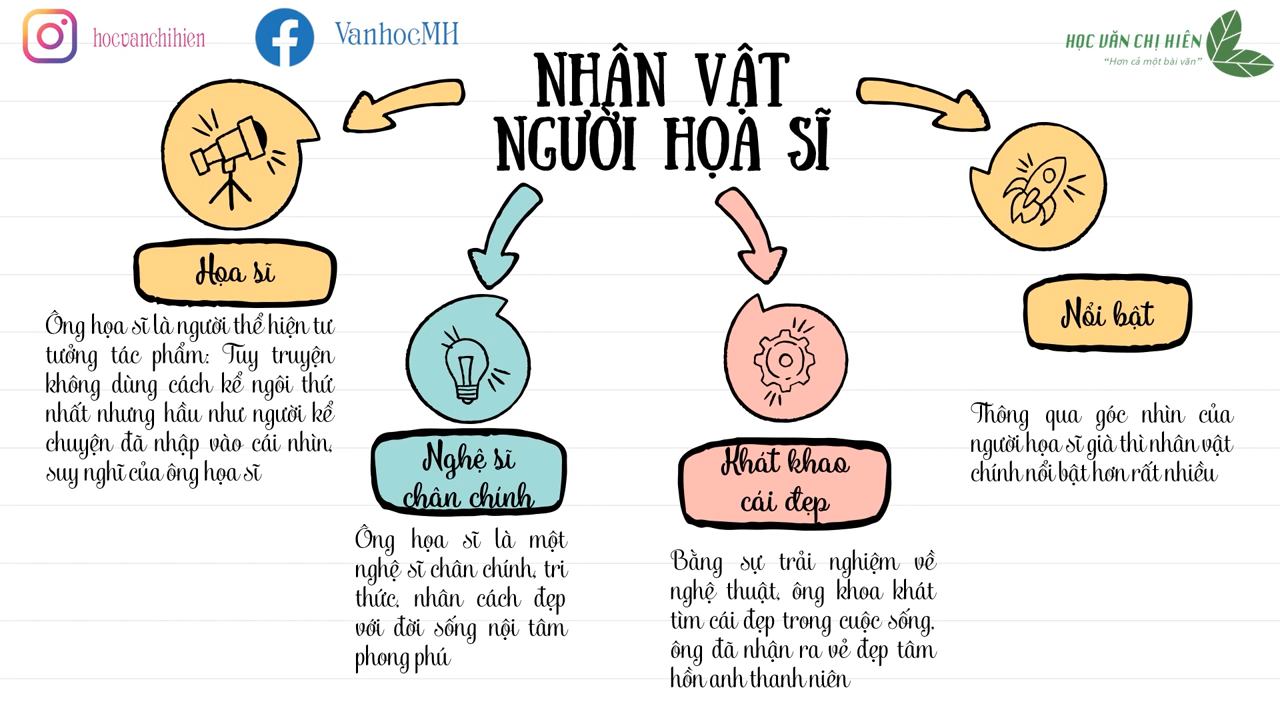 hocvanchihien
VanhocMH
HỌC VĂN CHỊ HIÊN
“Hơn cả một bài văn”
NHÂN VẬT
NGƯỜI HỌA SĨ
Họa sĩ
Ông họa sĩ là người thể hiện tư
tưởng tác phẩm: Tuy truyện
không dùng cách kể ngôi thứ
nhất nhưng hầu như người kể
chuyện đã nhập vào cái nhìn,
suy nghĩ của ông họa sĩ
Nghệ sĩ
chân chính
Ông họa sĩ là một
nghệ sĩ chân chính, tri
thức, nhân cách đẹp
với đời sống nội tâm
phong phú
Khát khao
cái đẹp
Bằng sự trải nghiệm về
nghệ thuật, ông khoa khát
tìm cái đẹp trong cuộc sống.
ông đã nhận ra vẻ đẹp tâm
hồn anh thanh niên
Nổi bật
Thông qua góc nhìn của
người họa sĩ già thì nhân vật
chính nổi bật hơn rất nhiều